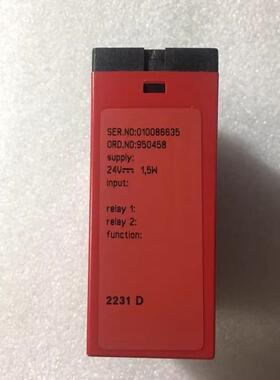 SER.NO:010086635
ORD.NO:950458
supply:
24V⎓ 1,5W
input:
relay 1:
relay 2:
function:
2231 D